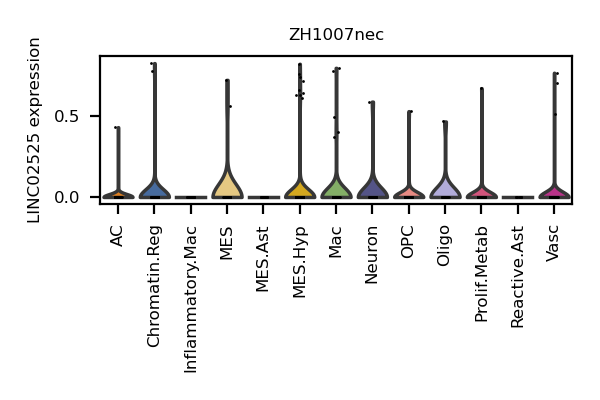 ZH1007nec
LINC02525 expression
0.5
0.0
AC
Chromatin.Reg
Inflammatory.Mac
MES
MES.Ast
MES.Hyp
Mac
Neuron
OPC
Oligo
Prolif.Metab
Reactive.Ast
Vasc